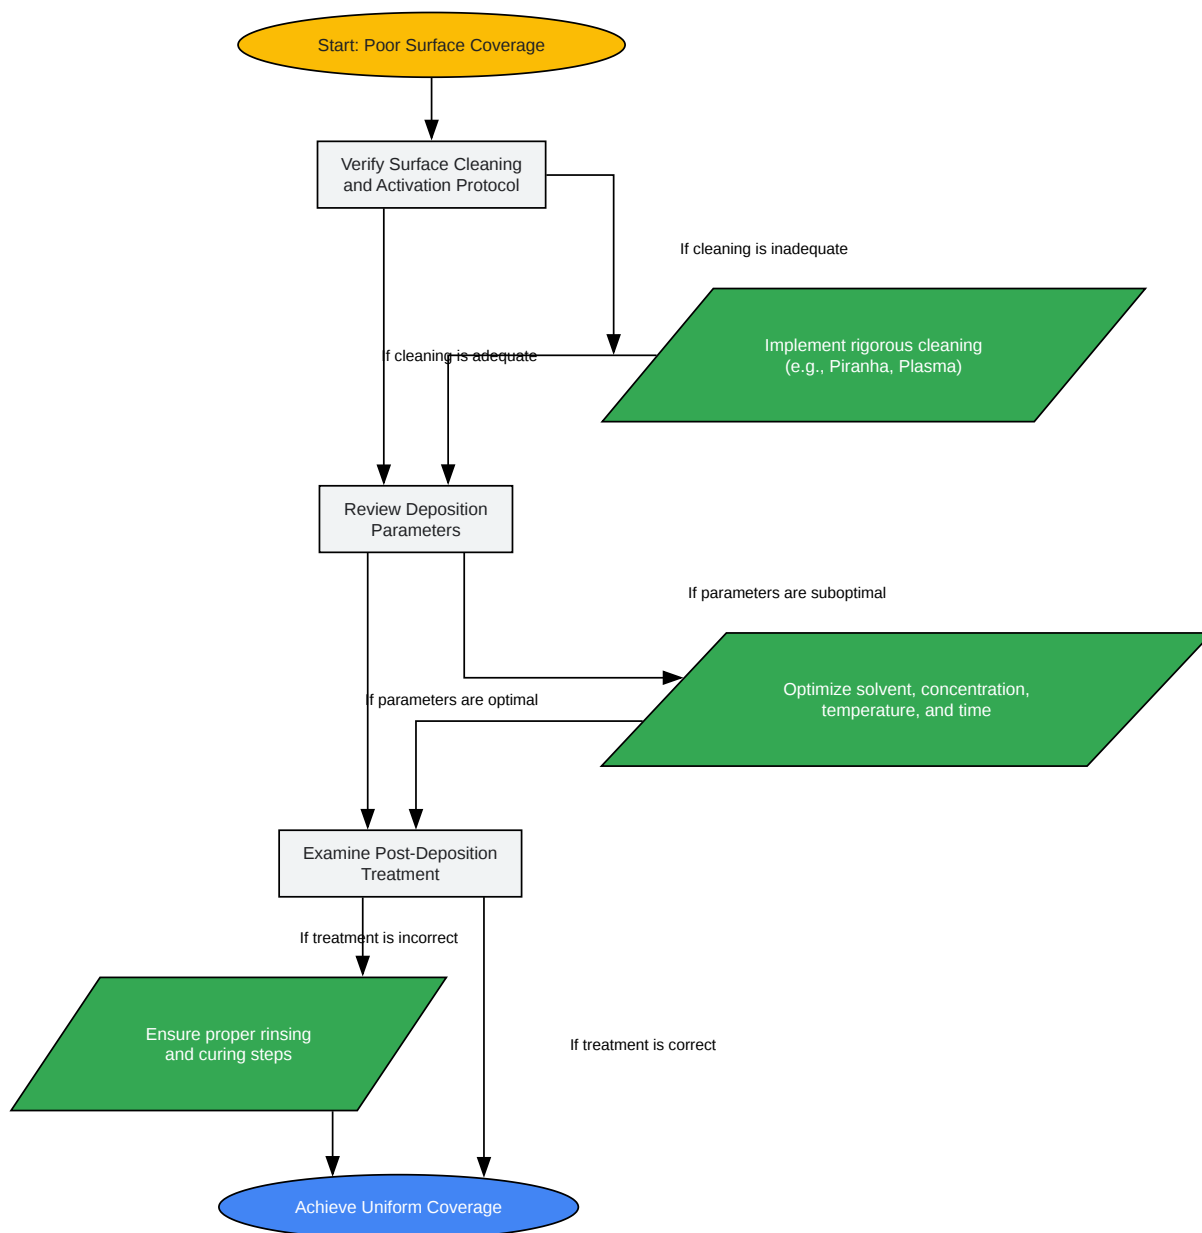 Start: Poor Surface Coverage
Verify Surface Cleaning
and Activation Protocol
If cleaning is inadequate
Implement rigorous cleaning
(e.g., Piranha, Plasma)
If cleaning is adequate
Review Deposition
Parameters
If parameters are suboptimal
Optimize solvent, concentration,
temperature, and time
If parameters are optimal
Examine Post-Deposition
Treatment
If treatment is incorrect
Ensure proper rinsing
and curing steps
If treatment is correct
Achieve Uniform Coverage